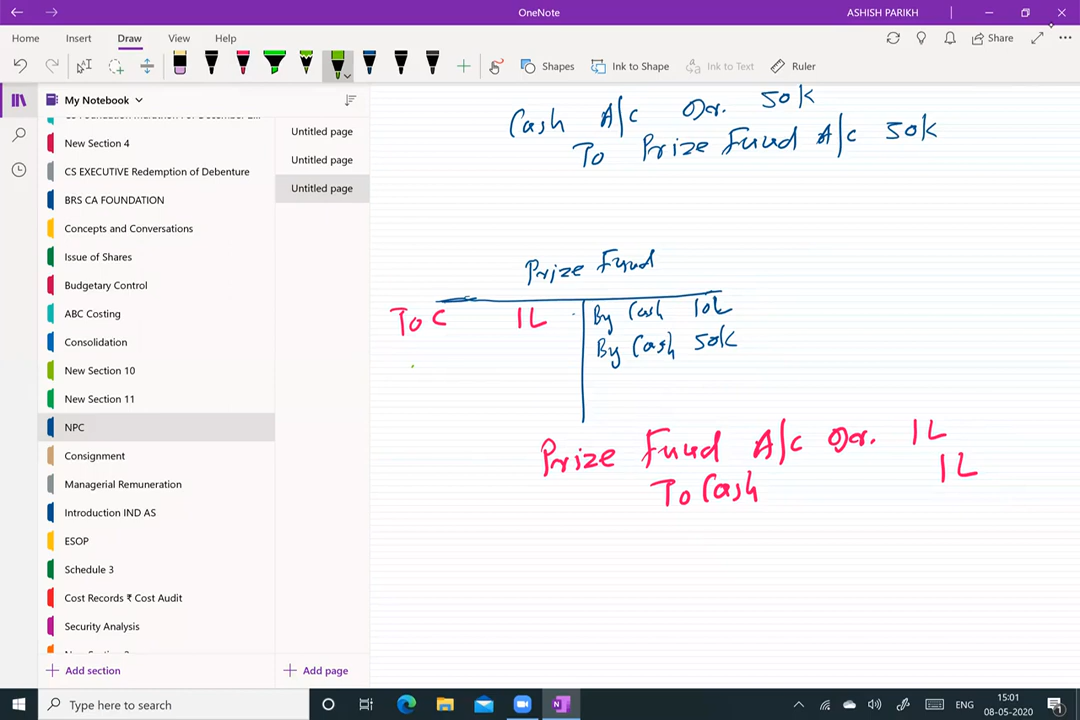 OneNote
ASHISH PARIKH
Home
Insert
Draw
View
Help
Share
Shapes
Ink to Shape
Ink to Text
Ruler
My Notebook
New Section 4
CS EXECUTIVE Redemption of Debenture
BRS CA FOUNDATION
Concepts and Conversations
Issue of Shares
Budgetary Control
ABC Costing
Consolidation
New Section 10
New Section 11
NPC
Consignment
Managerial Remuneration
Introduction IND AS
ESOP
Schedule 3
Cost Records ₹ Cost Audit
Security Analysis
Add section
Untitled page
Untitled page
Untitled page
Add page
Cash A/c Dr. 50K
To Prize Fund A/c 50K
Prize Fund
To C 1L By Cash 10K
By Cash 50K
Prize Fund A/c Dr. 1L
To Cash 1L
Type here to search
ENG
15:01
08-05-2020
1